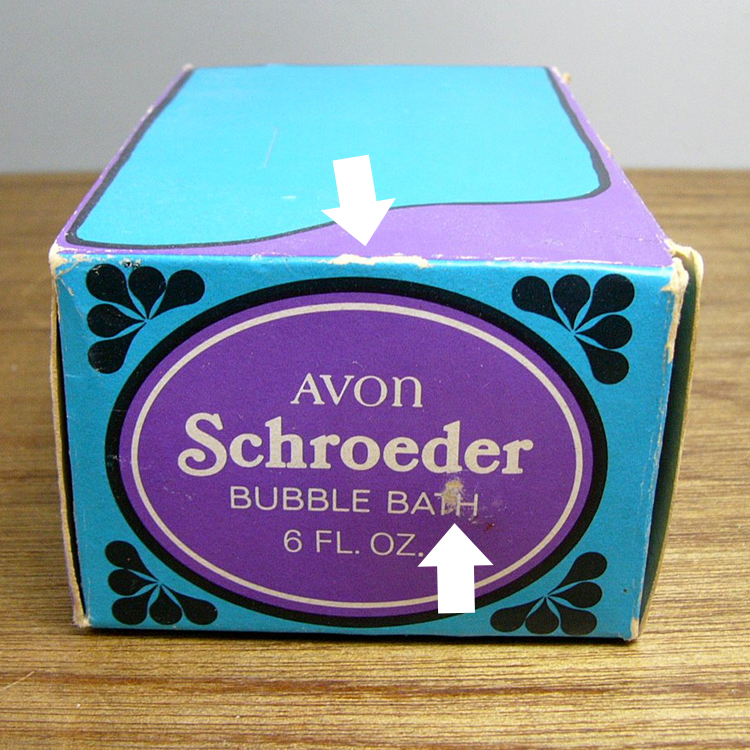 AVON
Schroeder
BUBBLE BATH
6 FL. OZ.